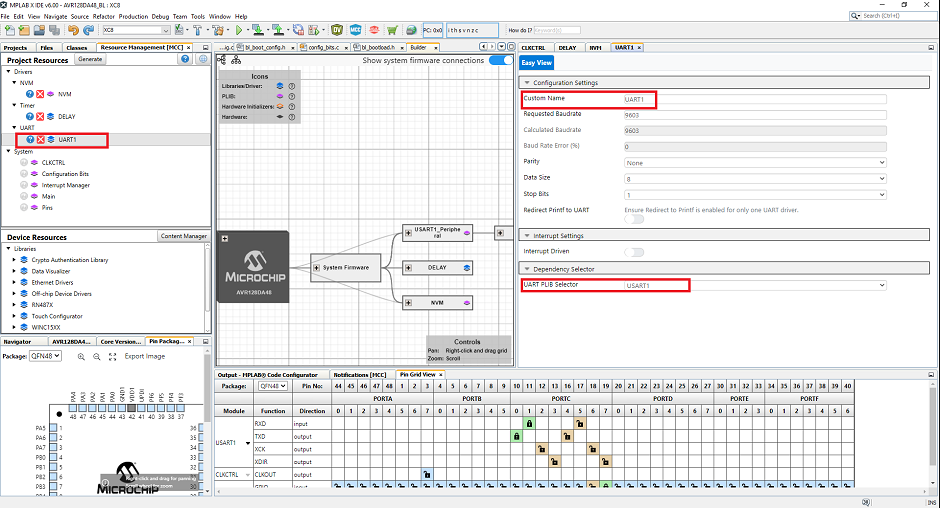 MPLAB X IDE v6.00 - AVR128DA48_BL : XC8
File Edit View Navigate Source Refactor Production Debug Team Tools Window Help
Search (Ctrl+I)
XC8
PC: 0x0
i t h s v n z c
How do I?
Keyword(s)
Projects Files Classes Resource Management [MCC]
Project Resources Generate
Drivers
NVM
NVM
Timer
DELAY
UART
UART1
System
CLKCTRL
Configuration Bits
Interrupt Manager
Main
Pins
Device Resources Content Manager
Libraries
Crypto Authentication Library
Data Visualizer
Ethernet Drivers
Off-chip Device Drivers
RN487X
Touch Configurator
WINC15XX
Navigator AVR128DA4... Core Version... Pin Packag...
Package: QFN48 Export Image
PA4 PA3 PA2 PA1 PA0 GND1 VDD1 UPDI PF6 PF5 PF4 PF3
48 47 46 45 44 43 42 41 40 39 38 37
PA5 1 36
PA6 2 35
PA7 3 34
PB0 4 33
PB1 5 32
PB2 6 31
PB3 7 30
MICROCHIP
Right-click and drag for panning
...ig.c bl_boot_config.h config_bits.c bl_bootload.h Builder
Show system firmware connections
Icons
Libraries/Driver:
PLIB:
Hardware Initializers:
Hardware:
MICROCHIP
AVR128DA48
System Firmware
USART1_Periphe
ral
DELAY
NVM
Controls
Pan: Right-click and drag grid
Zoom: Scroll
CLKCTRL DELAY NVM UART1
Easy View
Configuration Settings
Custom Name UART1
Requested Baudrate 9603
Calculated Baudrate 9603
Baud Rate Error (%) 0
Parity None
Data Size 8
Stop Bits 1
Redirect Printf to UART Ensure Redirect to Printf is enabled for only one UART driver.
Interrupt Settings
Interrupt Driven
Dependency Selector
UART PLIB Selector USART1
Output - MPLAB® Code Configurator Notifications [MCC] Pin Grid View
Package: QFN48 Pin No: 44 45 46 47 48 1 2 3 4 5 6 7 8 9 10 11 12 13 14 15 16 17 18 19 20 21 22 23 24 25 26 27 30 31 32 33 34 35 36 37 38 39 40
PORTA PORTB PORTC PORTD PORTE PORTF
Module Function Direction 0 1 2 3 4 5 6 7 0 1 2 3 4 5 0 1 2 3 4 5 6 7 0 1 2 3 4 5 6 7 0 1 2 3 0 1 2 3 4 5 6
USART1
RXD input
TXD output
XCK output
XDIR output
CLKCTRL CLKOUT output
GPIO input
INS